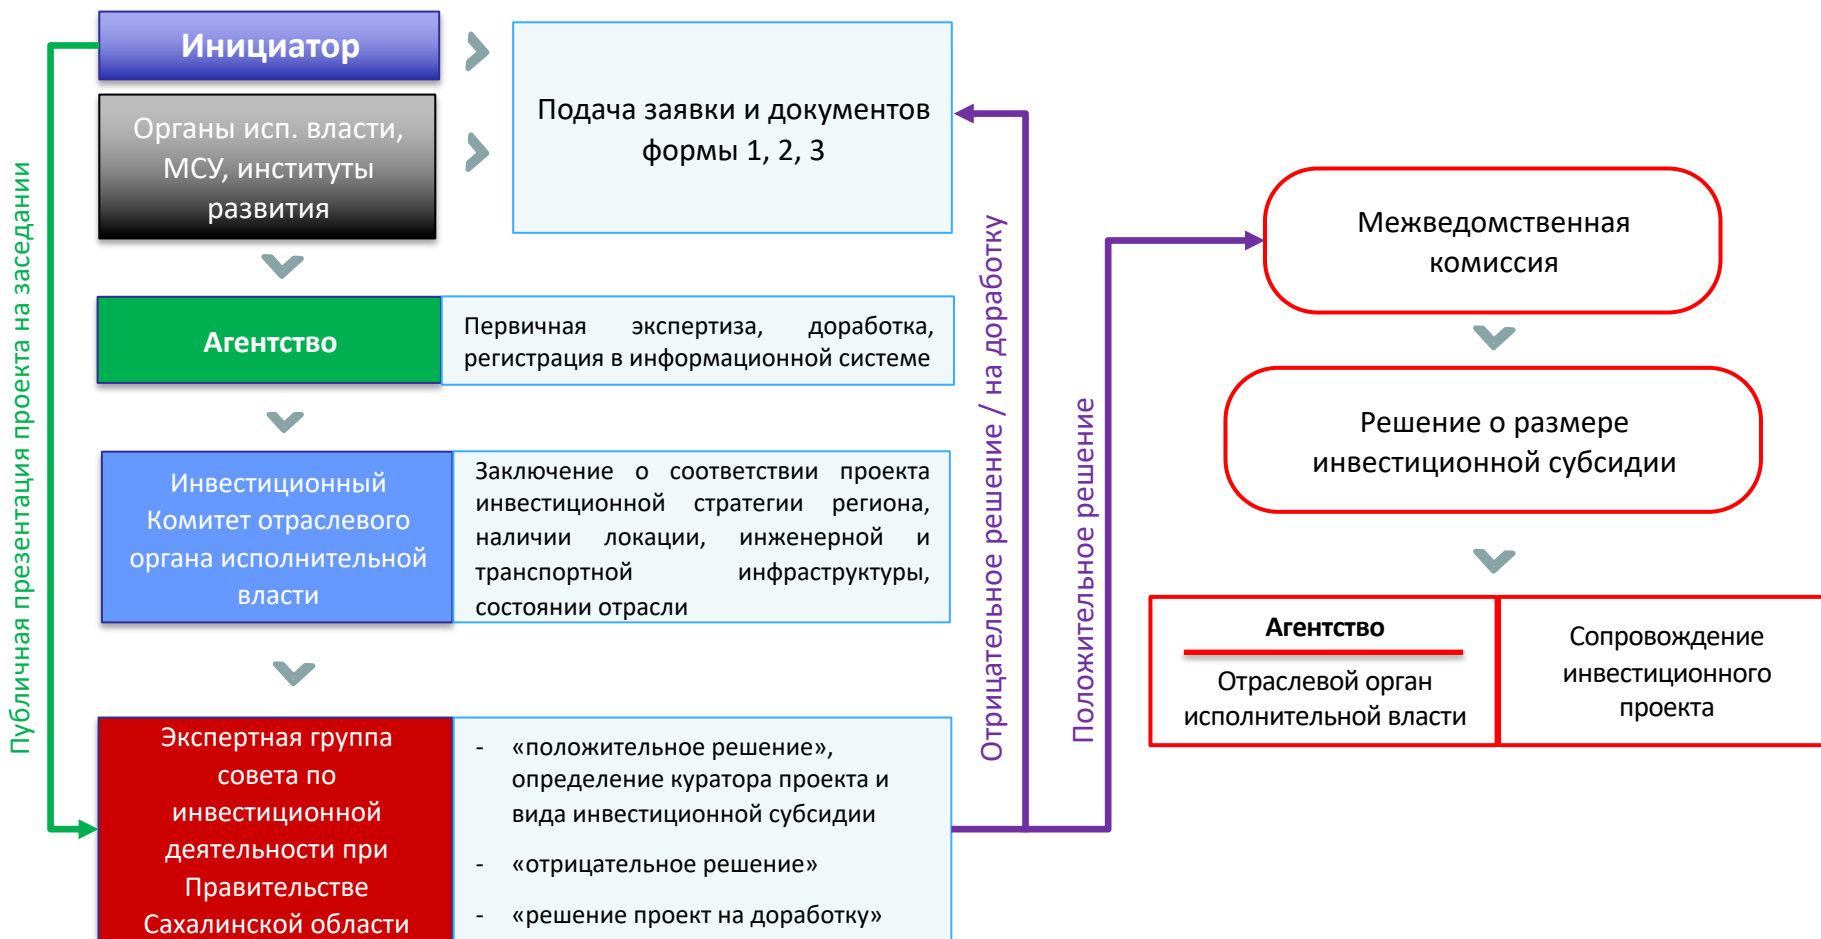 Публичная презентация проекта на заседании
Инициатор
Органы исп. власти,
МСУ, институты
развития
Подача заявки и документов
формы 1, 2, 3
Агентство
Первичная экспертиза, доработка,
регистрация в информационной системе
Инвестиционный
Комитет отраслевого
органа исполнительной
власти
Заключение о соответствии проекта
инвестиционной стратегии региона,
наличии локации, инженерной и
транспортной инфраструктуры,
состоянии отрасли
Экспертная группа
совета по
инвестиционной
деятельности при
Правительстве
Сахалинской области
- «положительное решение»,
определение куратора проекта и
вида инвестиционной субсидии
- «отрицательное решение»
- «решение проект на доработку»
Отрицательное решение / на доработку
Положительное решение
Межведомственная
комиссия
Решение о размере
инвестиционной субсидии
Агентство
Отраслевой орган
исполнительной власти
Сопровождение
инвестиционного
проекта